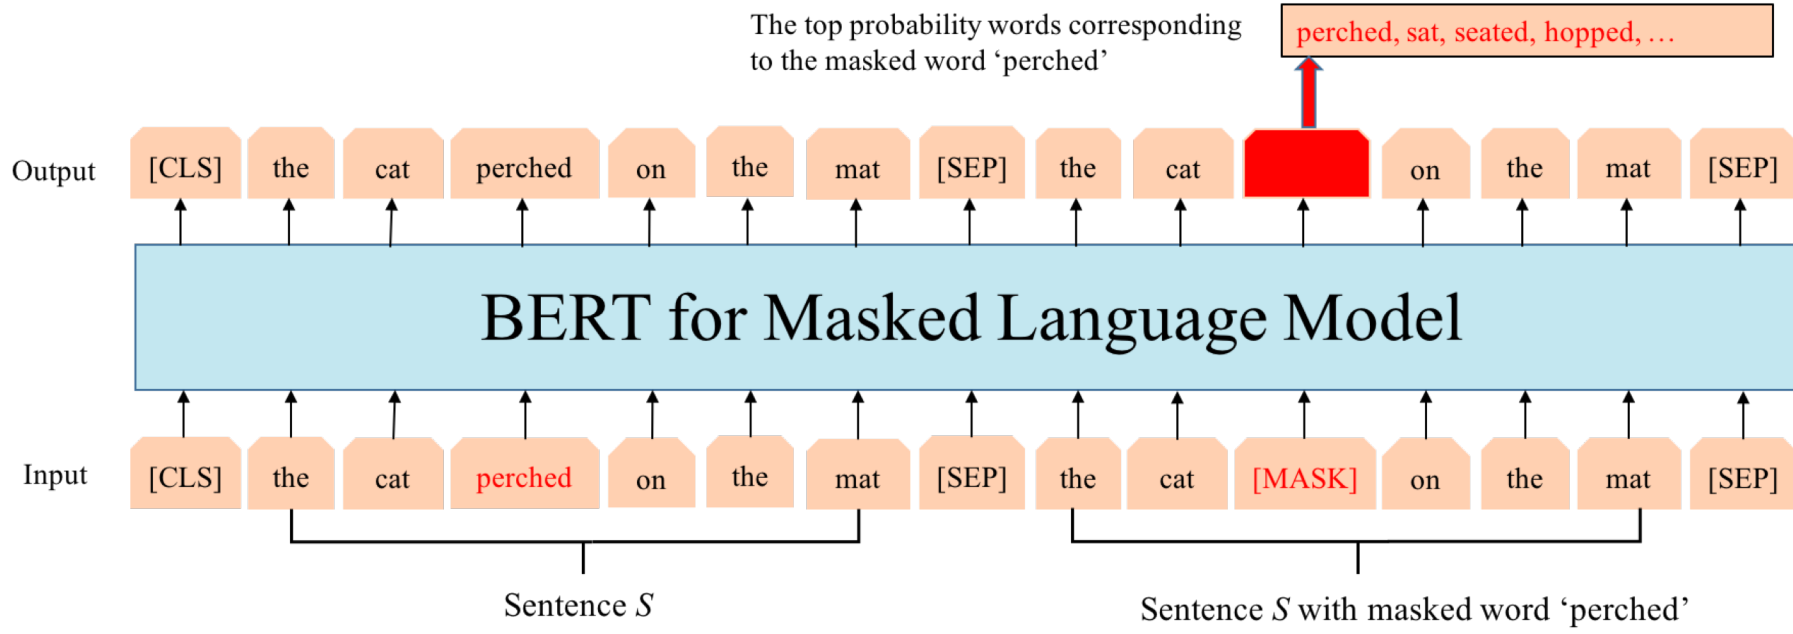 The top probability words corresponding
to the masked word ‘perched’
perched, sat, seated, hopped, …
Output [CLS] the cat perched on the mat [SEP] the cat on the mat [SEP]
BERT for Masked Language Model
Input [CLS] the cat perched on the mat [SEP] the cat [MASK] on the mat [SEP]
Sentence S
Sentence S with masked word ‘perched’